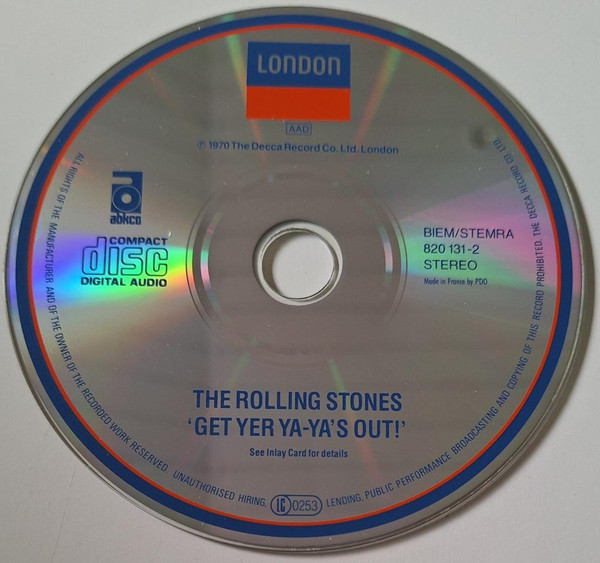 LONDON
AAD
℗ 1970 The Decca Record Co. Ltd. London
abkco
COMPACT
disc
DIGITAL AUDIO
BIEM/STEMRA
820 131-2
STEREO
Made in France by PDO
THE ROLLING STONES
‘GET YER YA-YA'S OUT!’
See Inlay Card for details
ALL RIGHTS OF THE MANUFACTURER AND OF THE OWNER OF THE RECORDED WORK RESERVED. UNAUTHORISED HIRING, LC 0253 LENDING, PUBLIC PERFORMANCE BROADCASTING AND COPYING OF THIS RECORD PROHIBITED. THE DECCA RECORD CO. LTD.